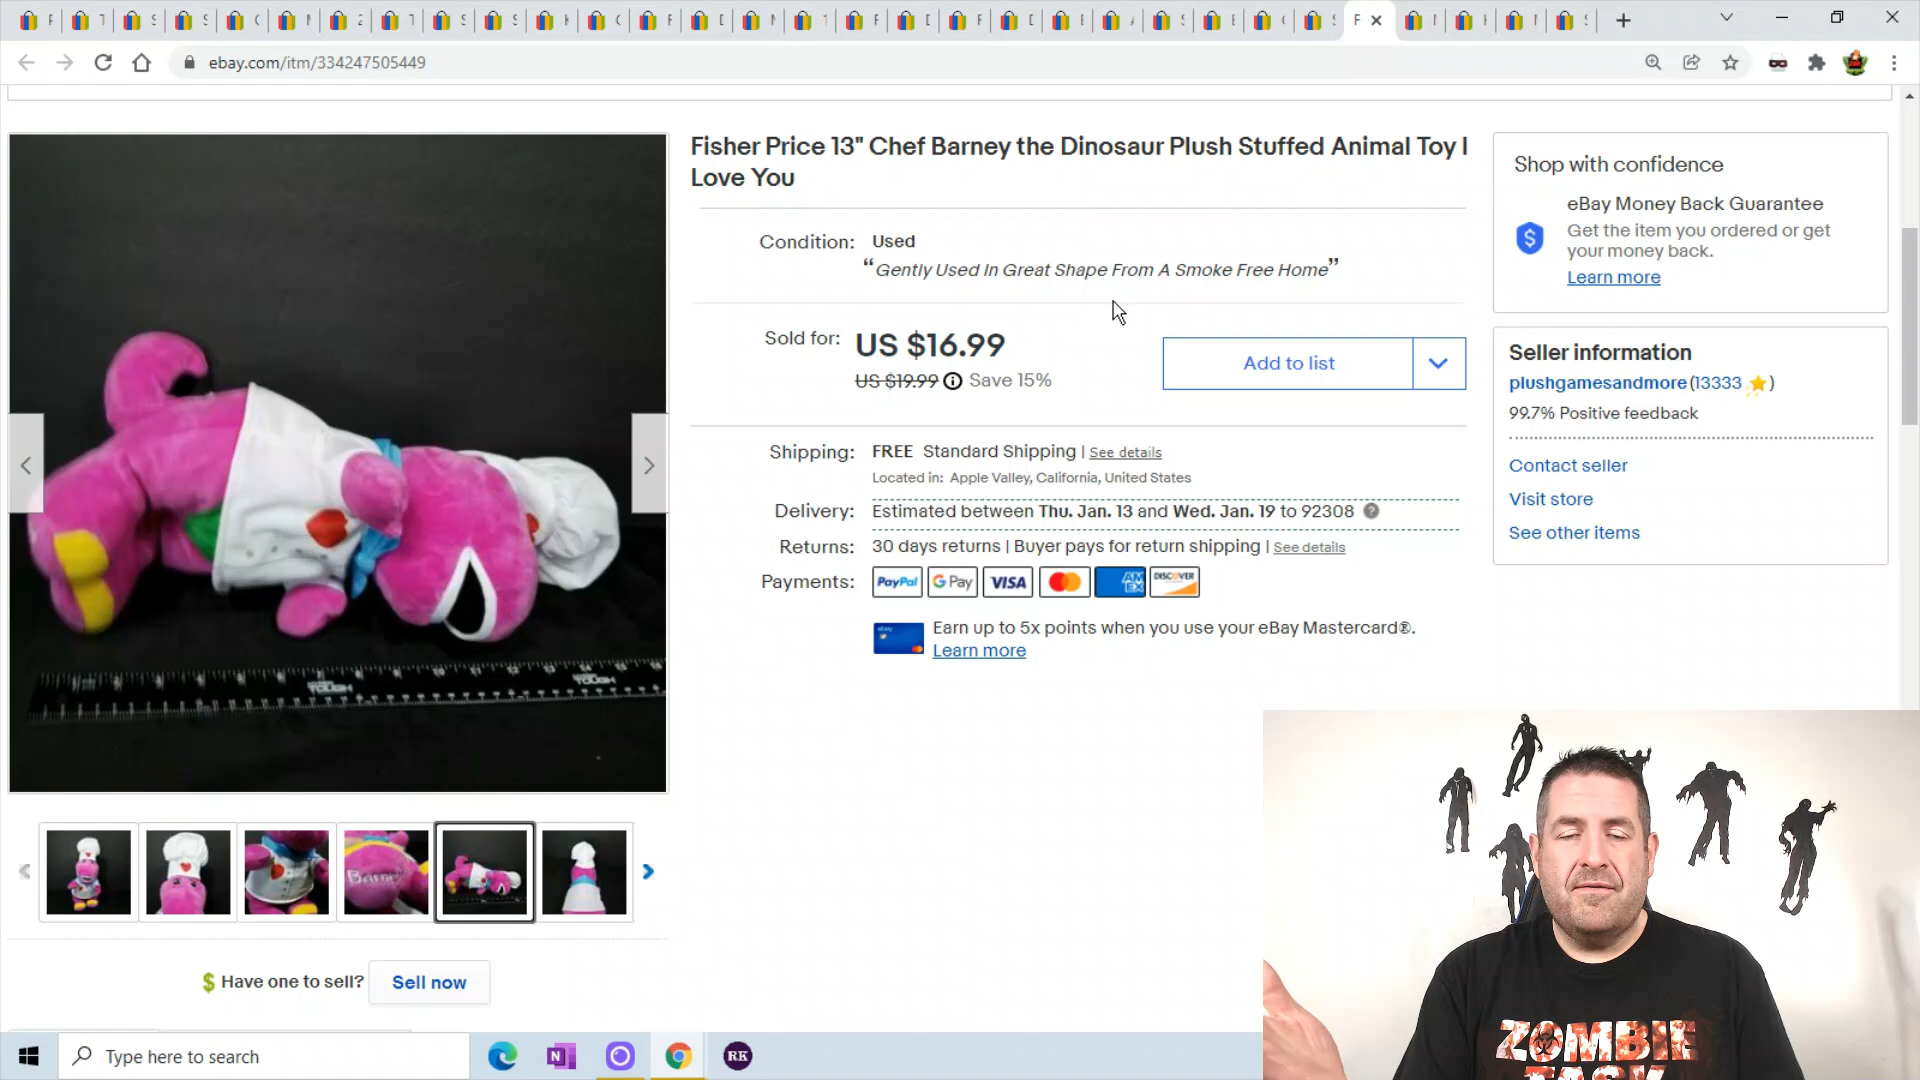 ebay.com/itm/334247505449
Fisher Price 13" Chef Barney the Dinosaur Plush Stuffed Animal Toy I
Love You
Condition: Used
“Gently Used In Great Shape From A Smoke Free Home”
Sold for: US $16.99
US $19.99 Save 15%
Add to list
Shipping: FREE Standard Shipping | See details
Located in: Apple Valley, California, United States
Delivery: Estimated between Thu. Jan. 13 and Wed. Jan. 19 to 92308
Returns: 30 days returns | Buyer pays for return shipping | See details
Payments: PayPal G Pay VISA AMEX DISCOVER
Earn up to 5x points when you use your eBay Mastercard®.
Learn more
Shop with confidence
eBay Money Back Guarantee
Get the item you ordered or get
your money back.
Learn more
Seller information
plushgamesandmore (13333)
99.7% Positive feedback
Contact seller
Visit store
See other items
Barney
TOUGH
TOUGH
Have one to sell? Sell now
Type here to search
RK
ZOMBIE